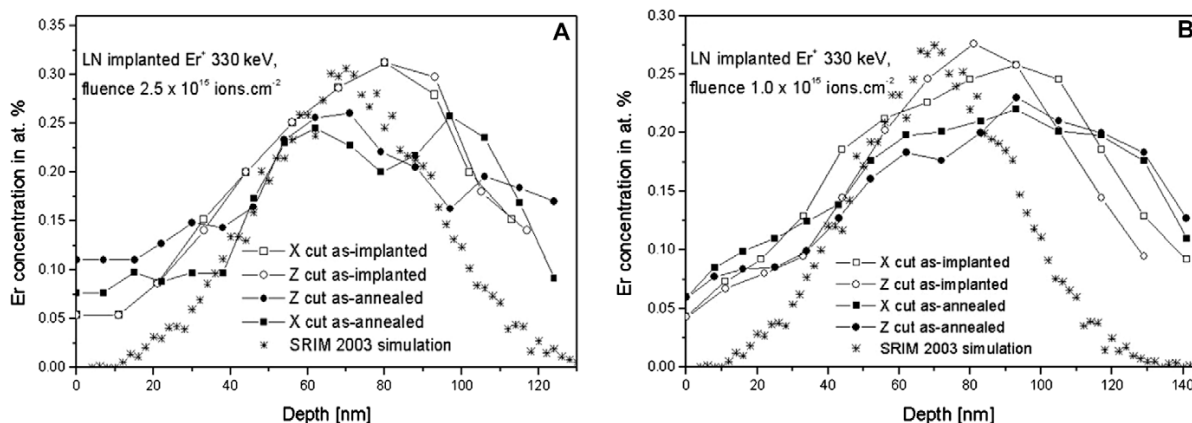 A
LN implanted Er⁺ 330 keV,
fluence 2.5 x 10¹⁵ ions.cm⁻²
Er concentration in at. %
0.35
0.30
0.25
0.20
0.15
0.10
0.05
0.00
X cut as-implanted
Z cut as-implanted
Z cut as-annealed
X cut as-annealed
SRIM 2003 simulation
0 20 40 60 80 100 120
Depth [nm]
B
LN implanted Er⁺ 330 keV,
fluence 1.0 x 10¹⁵ ions.cm⁻²
Er concentration in at. %
0.30
0.25
0.20
0.15
0.10
0.05
0.00
X cut as-implanted
Z cut as-implanted
X cut as-annealed
Z cut as-annealed
SRIM 2003 simulation
0 20 40 60 80 100 120 140
Depth [nm]